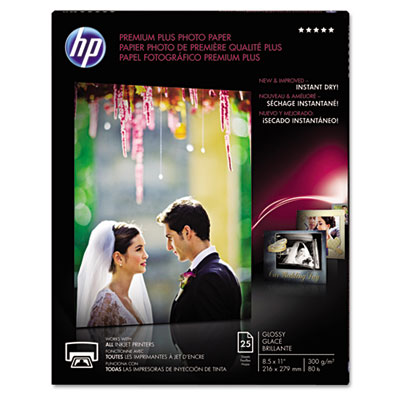 hp
PREMIUM PLUS PHOTO PAPER
PAPIER PHOTO DE PREMIÈRE QUALITÉ PLUS
PAPEL FOTOGRÁFICO PREMIUM PLUS
NEW & IMPROVED –
INSTANT DRY!
NOUVEAU & AMÉLIORÉ –
SÉCHAGE INSTANTANÉ!
NUEVO Y MEJORADO
¡SECADO INSTANTÁNEO!
WORKS WITH
ALL INKJET PRINTERS
FONCTIONNE AVEC
TOUTES LES IMPRIMANTES À JET D'ENCRE
FUNCIONA CON
TODAS LAS IMPRESORAS DE INYECCIÓN DE TINTA
25
GLOSSY
GLACÉ
BRILLANTE
8.5 x 11"
216 x 279 mm
300 g/m²
80 lb